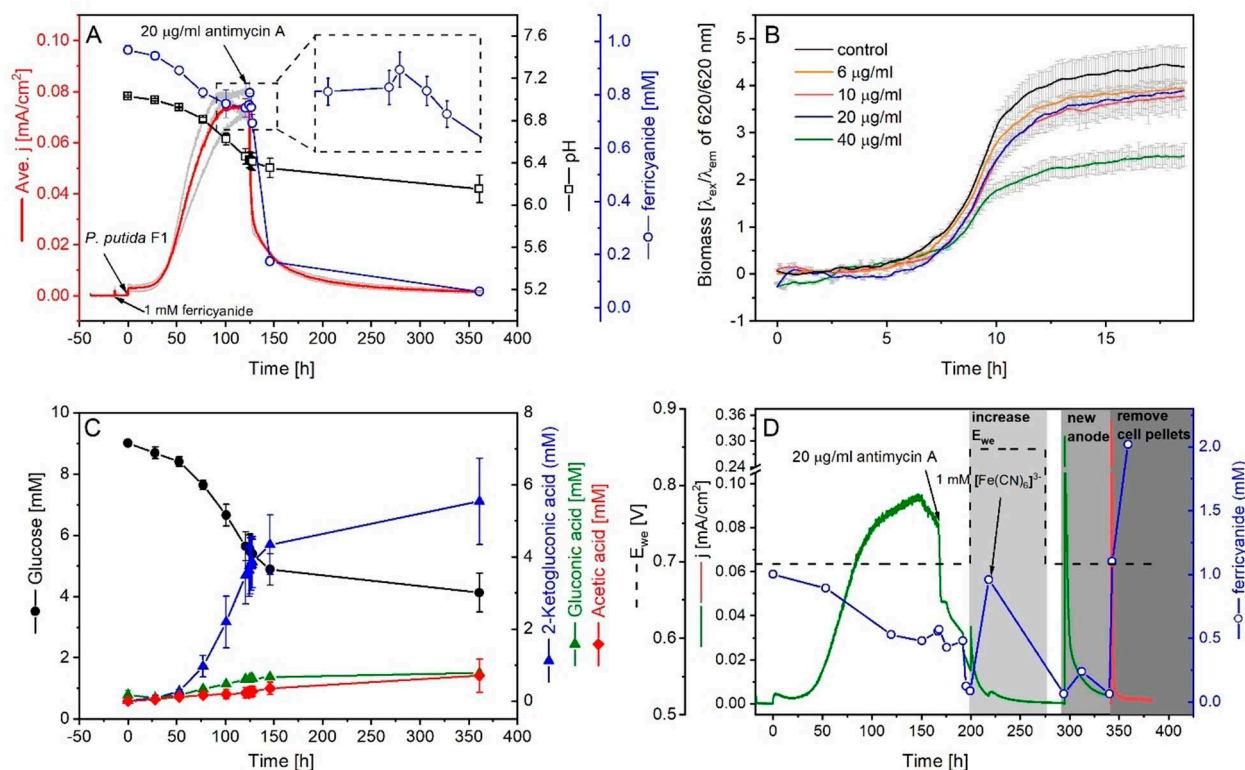 A
20 μg/ml antimycin A
P. putida F1
1 mM ferricyanide
Ave. j [mA/cm²]
0.10
0.08
0.06
0.04
0.02
0.00
-50 0 50 100 150 200 250 300 350 400
Time [h]
7.6
7.2
6.8
6.4
6.0
5.6
5.2
pH
1.0
0.8
0.6
0.4
0.2
0.0
ferricyanide [mM]
B
control
6 μg/ml
10 μg/ml
20 μg/ml
40 μg/ml
Biomass [λex/λem of 620/620 nm]
5
4
3
2
1
0
-1
0 5 10 15
Time [h]
C
Glucose [mM]
10
8
6
4
2
0
-50 0 50 100 150 200 250 300 350 400
Time [h]
8
6
4
2
0
2-Ketogluconic acid (mM)
Gluconic acid [mM]
Acetic acid [mM]
D
20 μg/ml antimycin A
1 mM [Fe(CN)₆]³⁻
increase
Ewe
new
anode
remove
cell pellets
Ewe [V]
0.9
0.8
0.7
0.6
0.5
j [mA/cm²]
0.36
0.30
0.24
0.10
0.08
0.06
0.04
0.02
0.00
0 50 100 150 200 250 300 350 400
Time [h]
2.0
1.5
1.0
0.5
0.0
ferricyanide [mM]